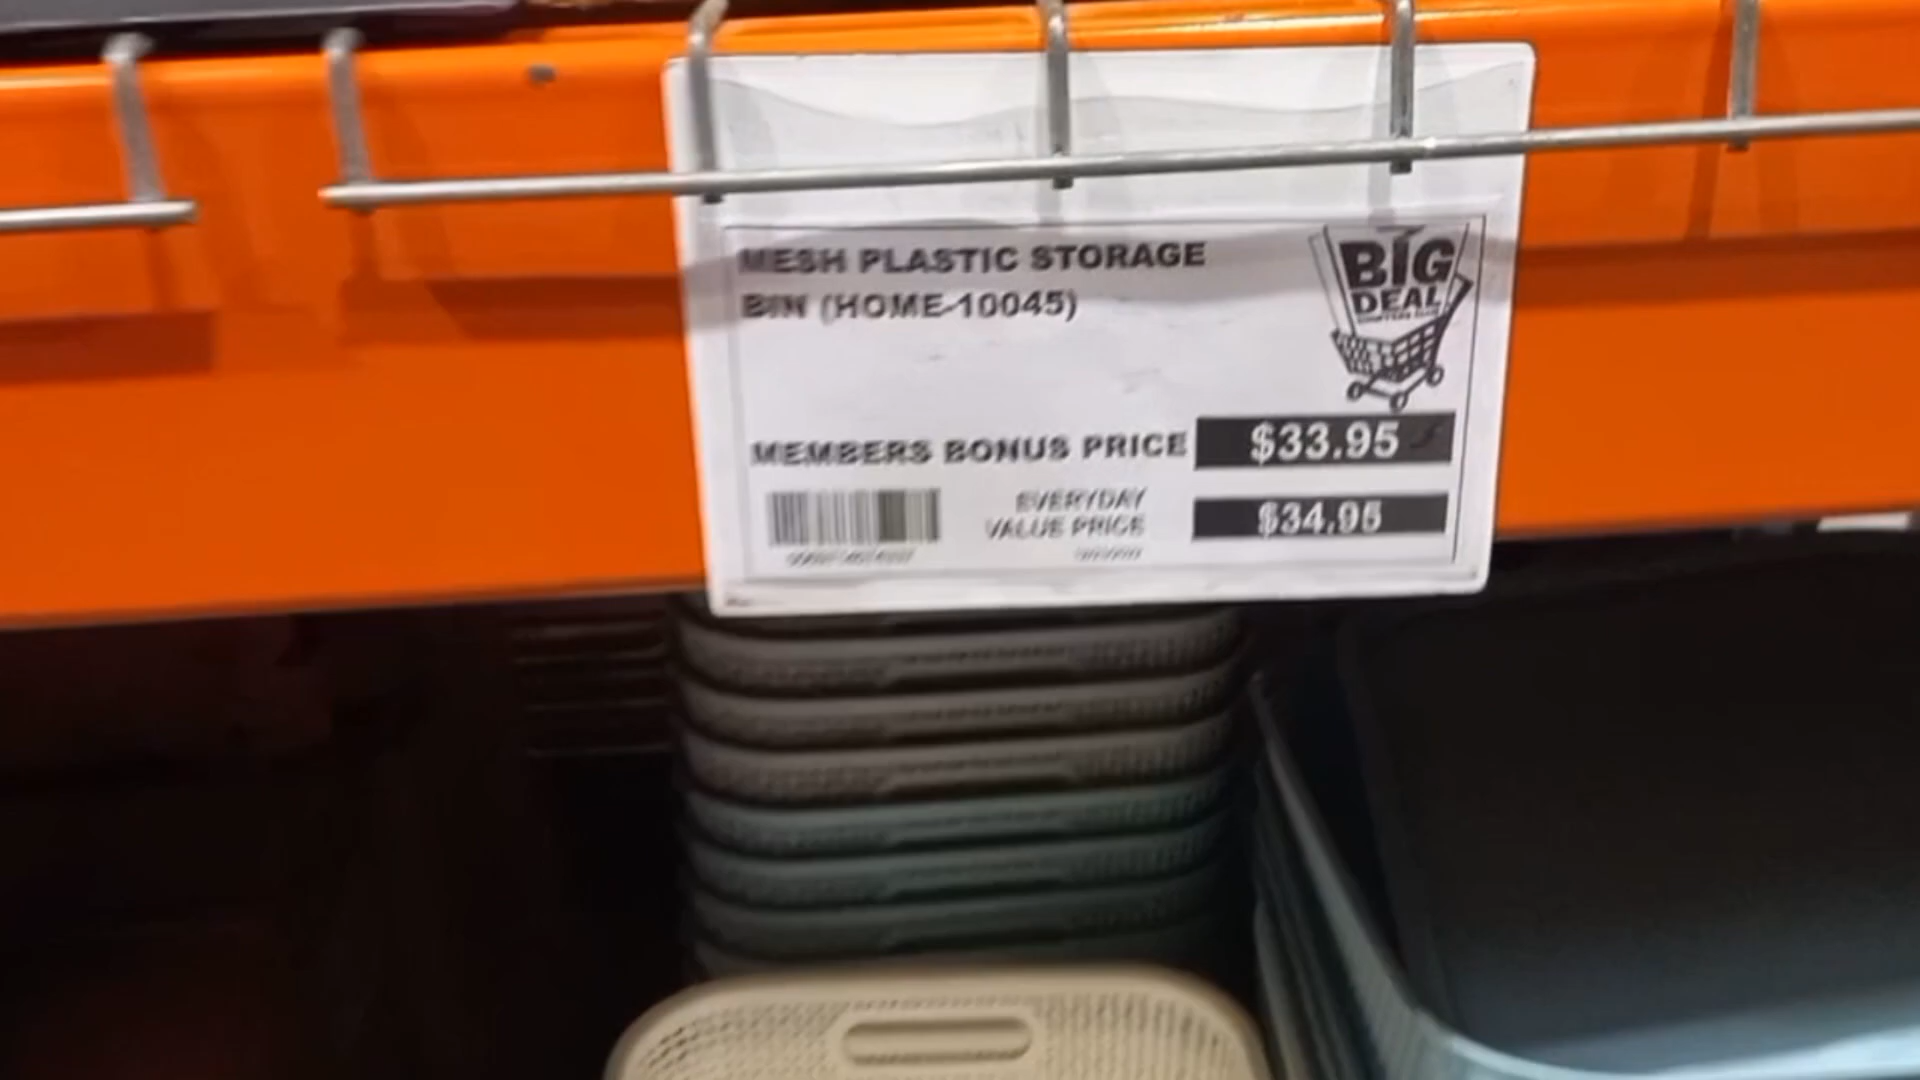 MESH PLASTIC STORAGE
BIN (HOME-10045)
BIG
DEAL
MEMBERS BONUS PRICE $33.95
EVERYDAY
VALUE PRICE $34.95